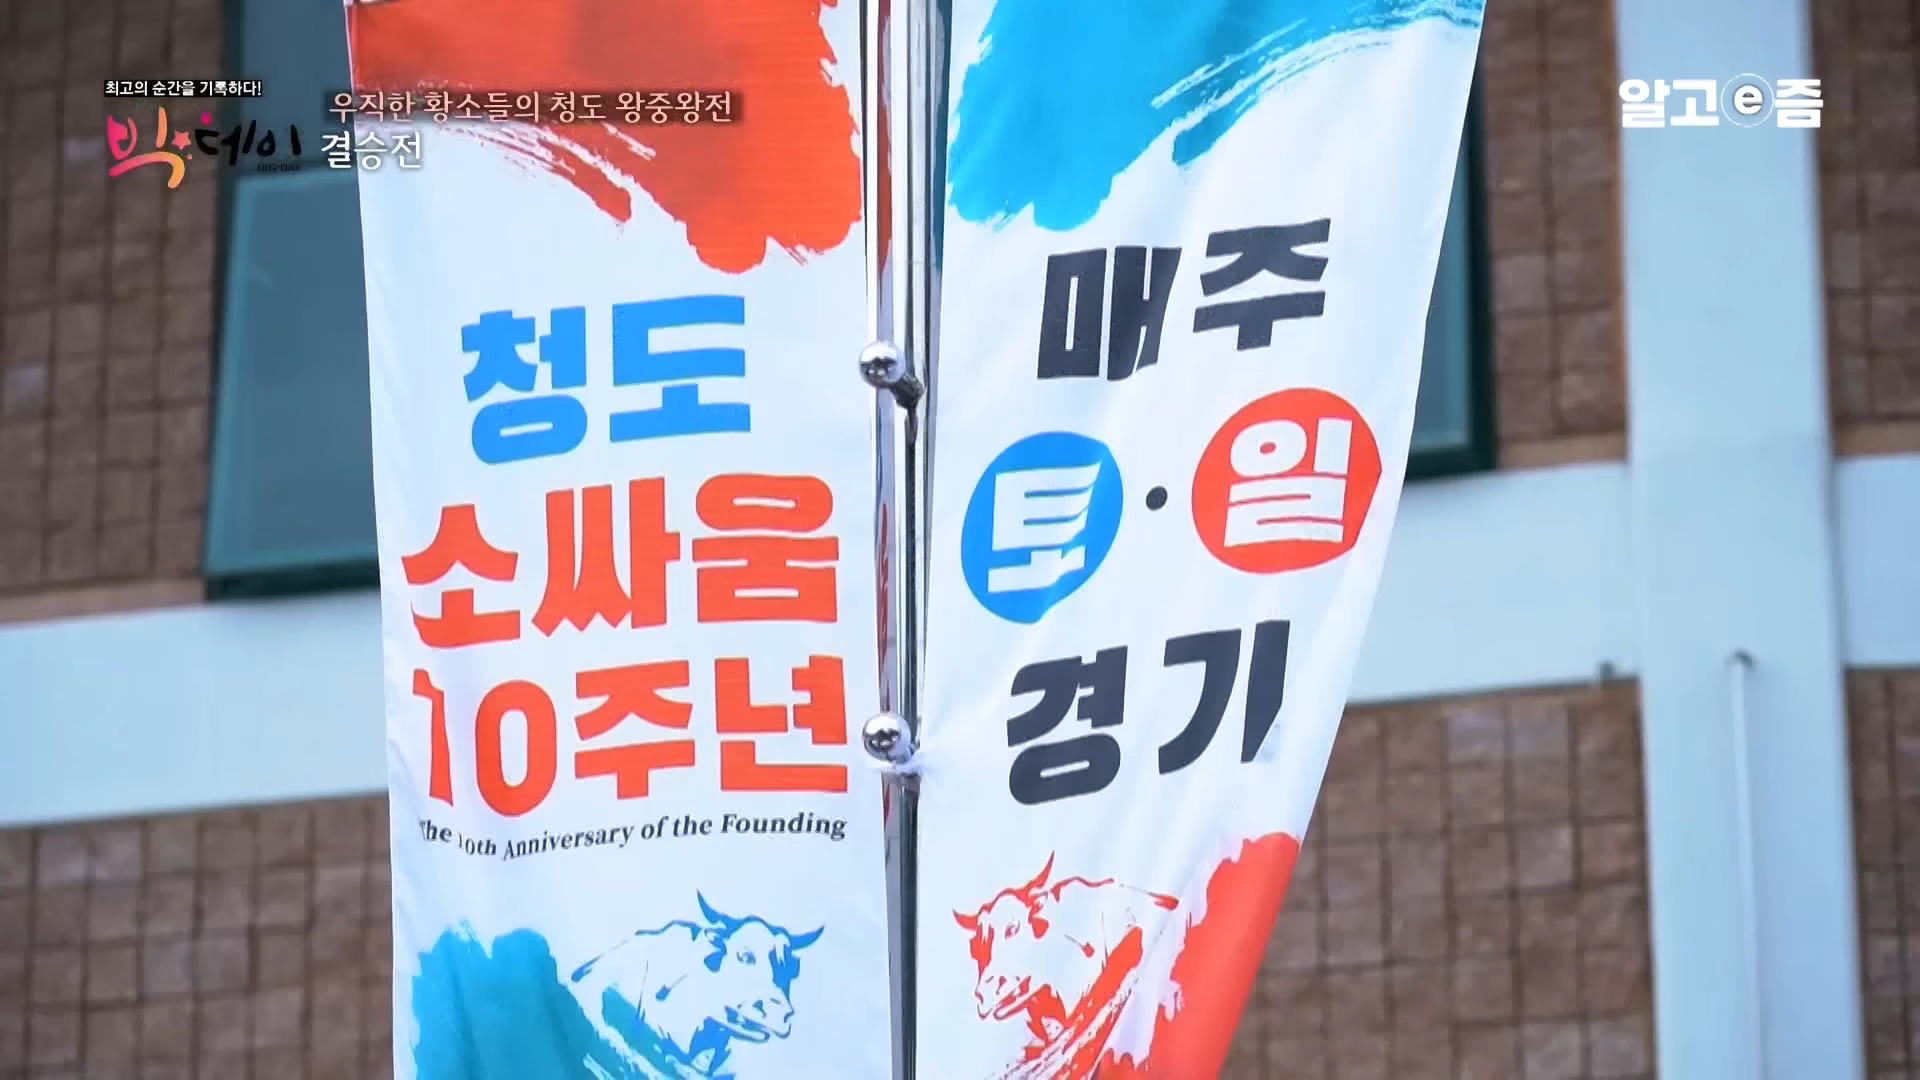 최고의 순간을 기록하다!
빅데이
BIG DAY
우직한 황소들의 청도 왕중왕전
결승전
알고e즘
청도
소싸움
10주년
The 10th Anniversary of the Founding
매주
토·일
경기